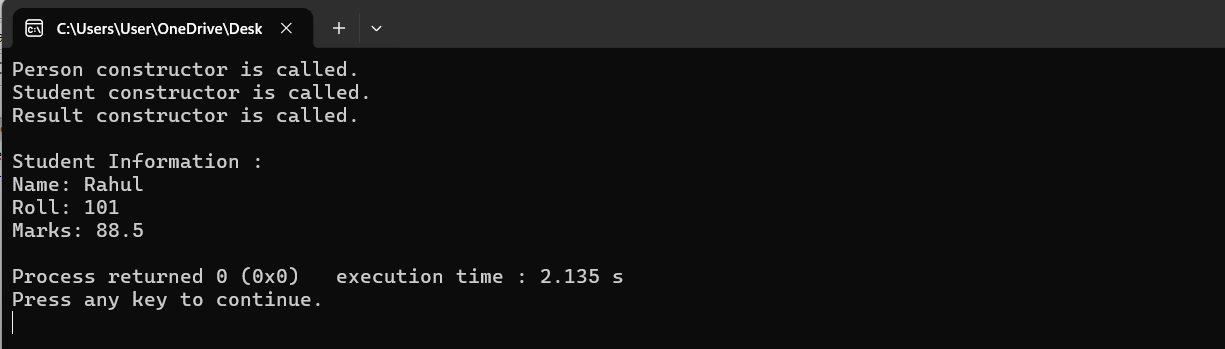 C:\Users\User\OneDrive\Desk
Person constructor is called.
Student constructor is called.
Result constructor is called.
Student Information :
Name: Rahul
Roll: 101
Marks: 88.5
Process returned 0 (0x0)   execution time : 2.135 s
Press any key to continue.